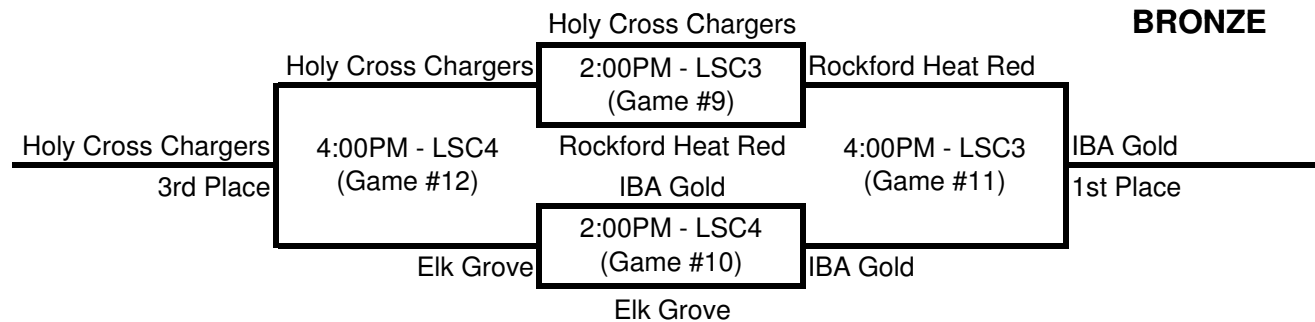 BRONZE
Holy Cross Chargers
Holy Cross Chargers
2:00PM - LSC3
(Game #9)
Rockford Heat Red
Holy Cross Chargers
3rd Place
4:00PM - LSC4
(Game #12)
Rockford Heat Red
IBA Gold
4:00PM - LSC3
(Game #11)
IBA Gold
1st Place
2:00PM - LSC4
(Game #10)
Elk Grove
IBA Gold
Elk Grove